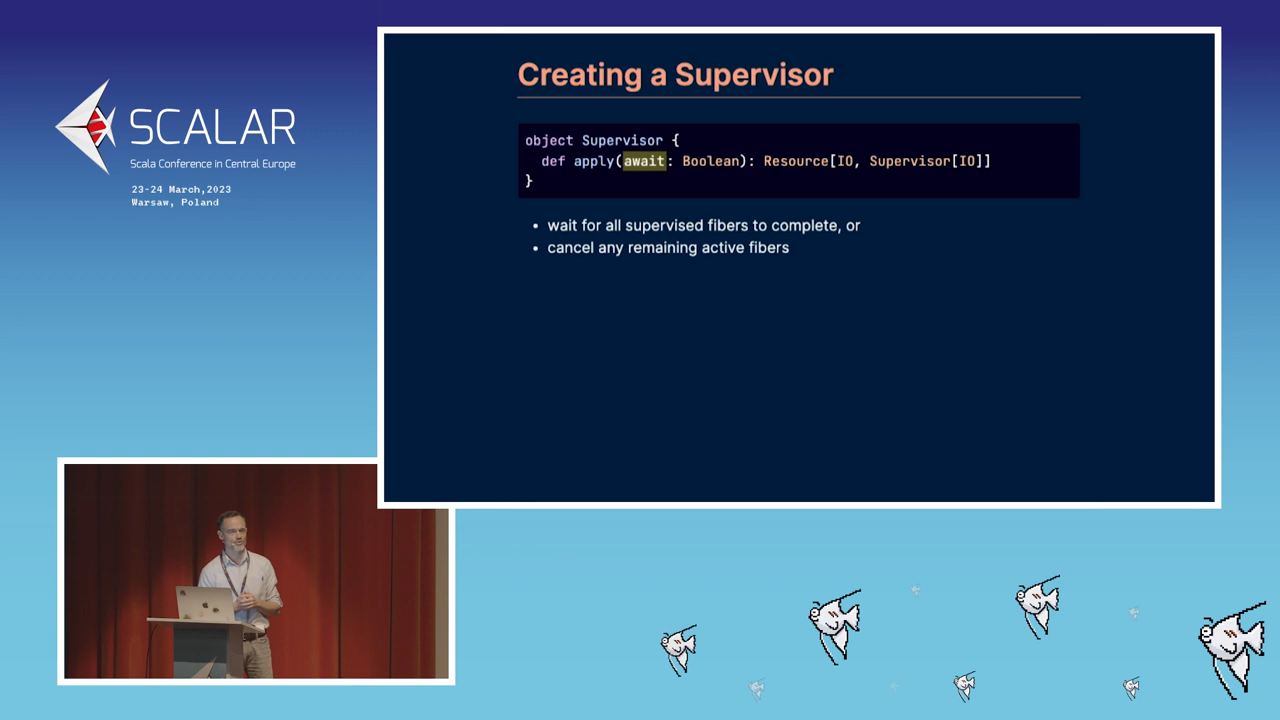 SCALAR
Scala Conference in Central Europe
23-24 March,2023
Warsaw, Poland
Creating a Supervisor
object Supervisor {
  def apply(await: Boolean): Resource[IO, Supervisor[IO]]
}
• wait for all supervised fibers to complete, or
• cancel any remaining active fibers